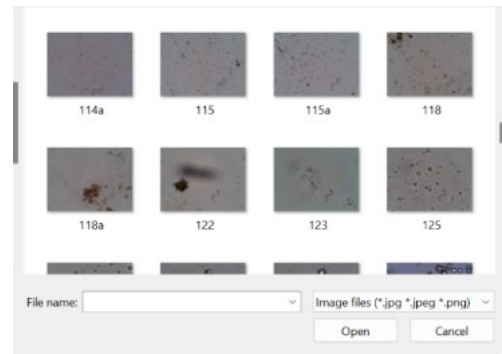 114a 115 115a 118
118a 122 123 125
File name: Image files (*.jpg *.jpeg *.png)
Open Cancel